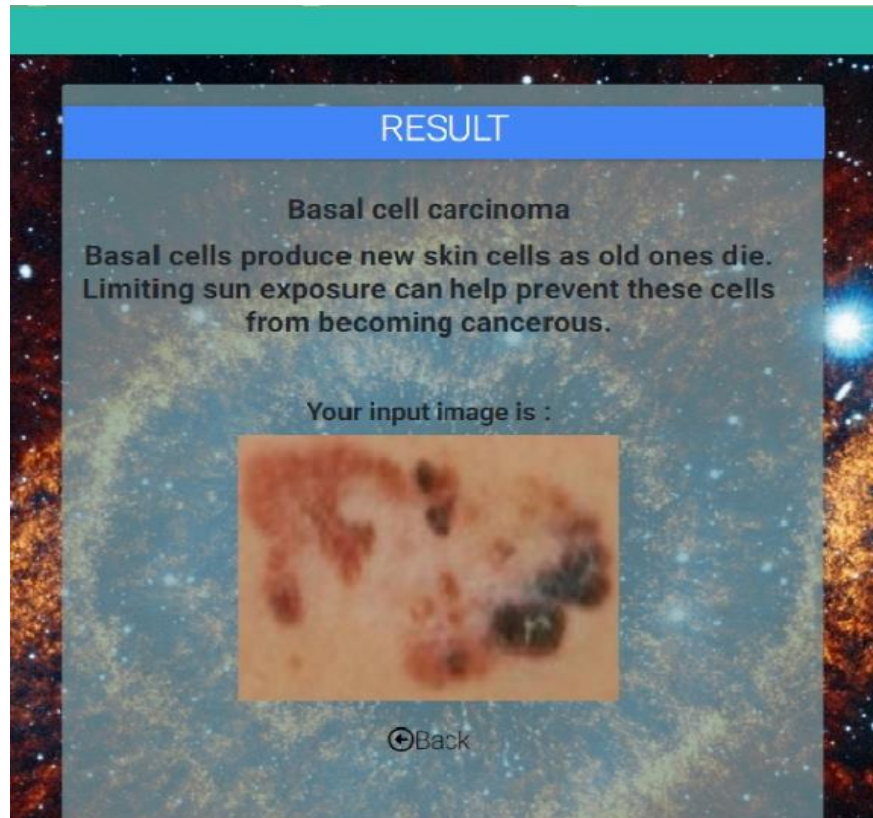 RESULT
Basal cell carcinoma
Basal cells produce new skin cells as old ones die.
Limiting sun exposure can help prevent these cells
from becoming cancerous.
Your input image is :
Back